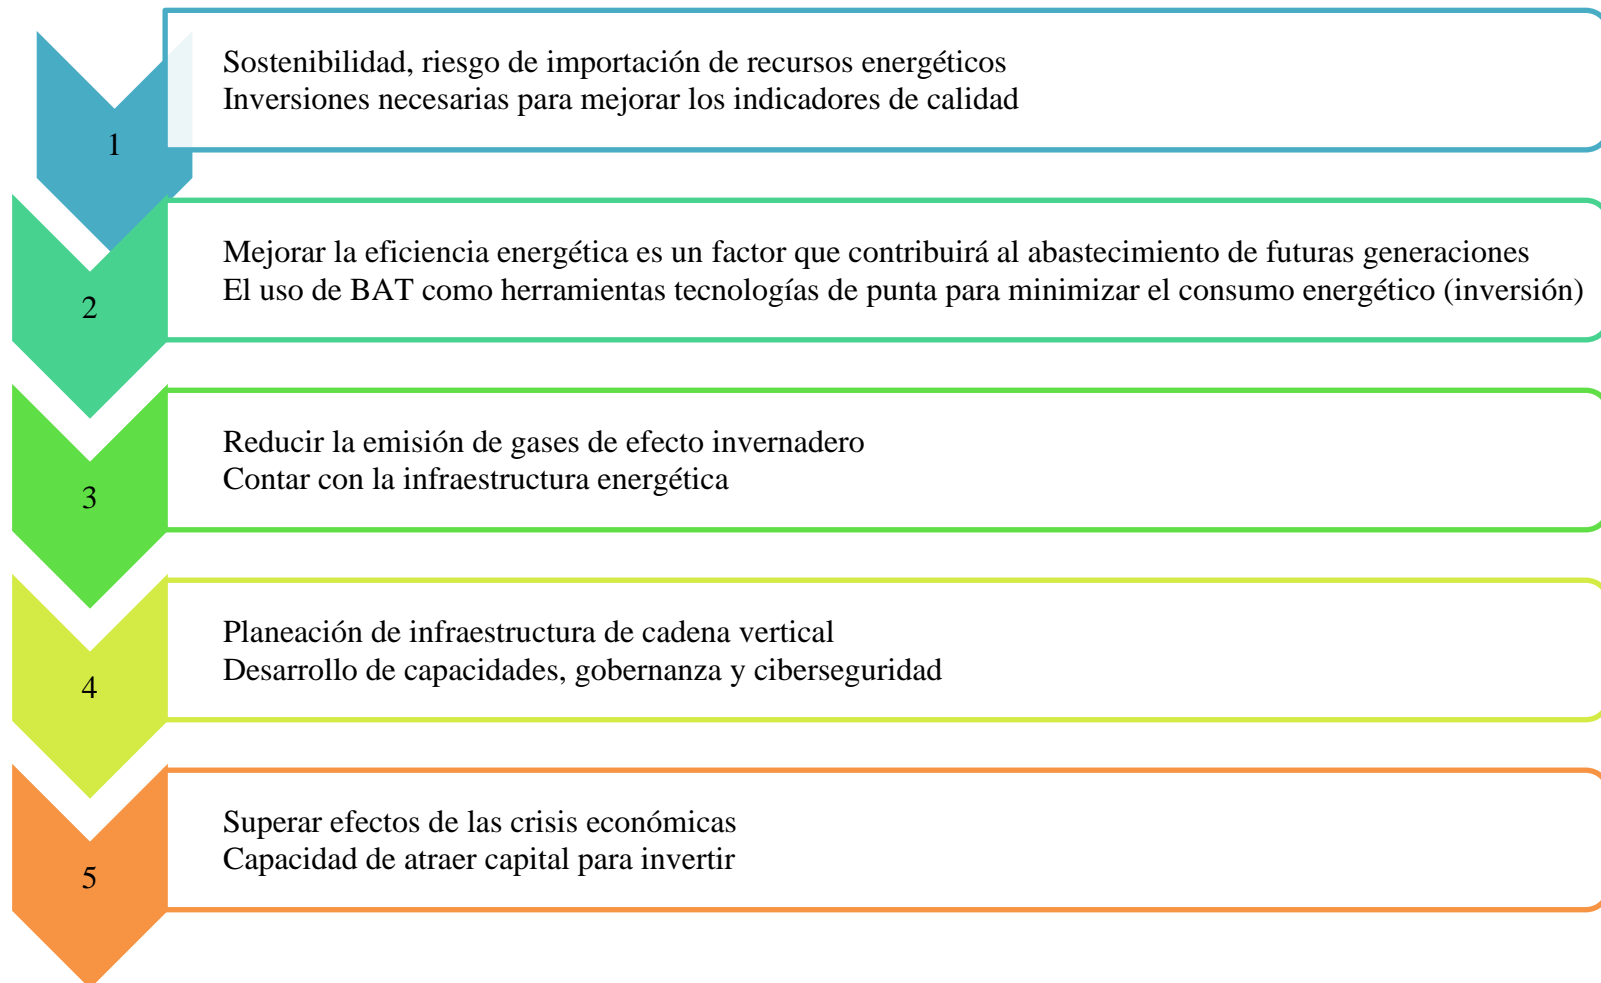 1
Sostenibilidad, riesgo de importación de recursos energéticos
Inversiones necesarias para mejorar los indicadores de calidad
2
Mejorar la eficiencia energética es un factor que contribuirá al abastecimiento de futuras generaciones
El uso de BAT como herramientas tecnologías de punta para minimizar el consumo energético (inversión)
3
Reducir la emisión de gases de efecto invernadero
Contar con la infraestructura energética
4
Planeación de infraestructura de cadena vertical
Desarrollo de capacidades, gobernanza y ciberseguridad
5
Superar efectos de las crisis económicas
Capacidad de atraer capital para invertir